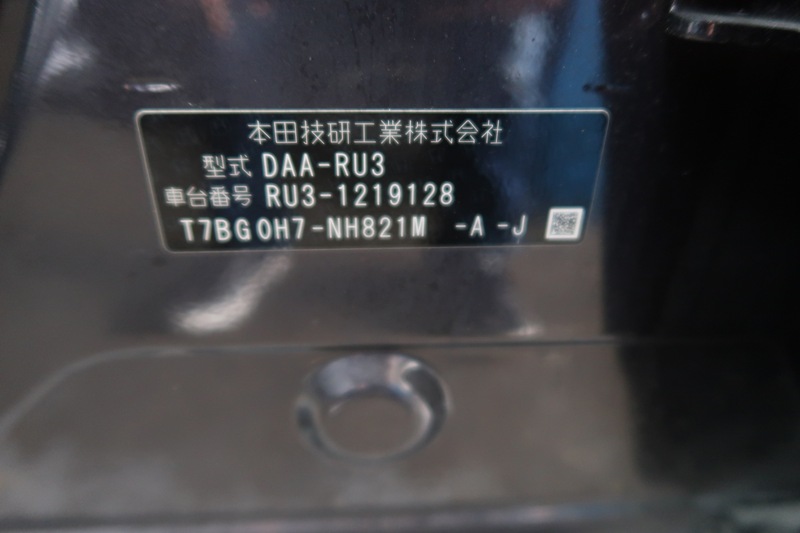 本田技研工業株式会社
型式 DAA-RU3
車台番号 RU3-1219128
T7BG0H7-NH821M -A -J